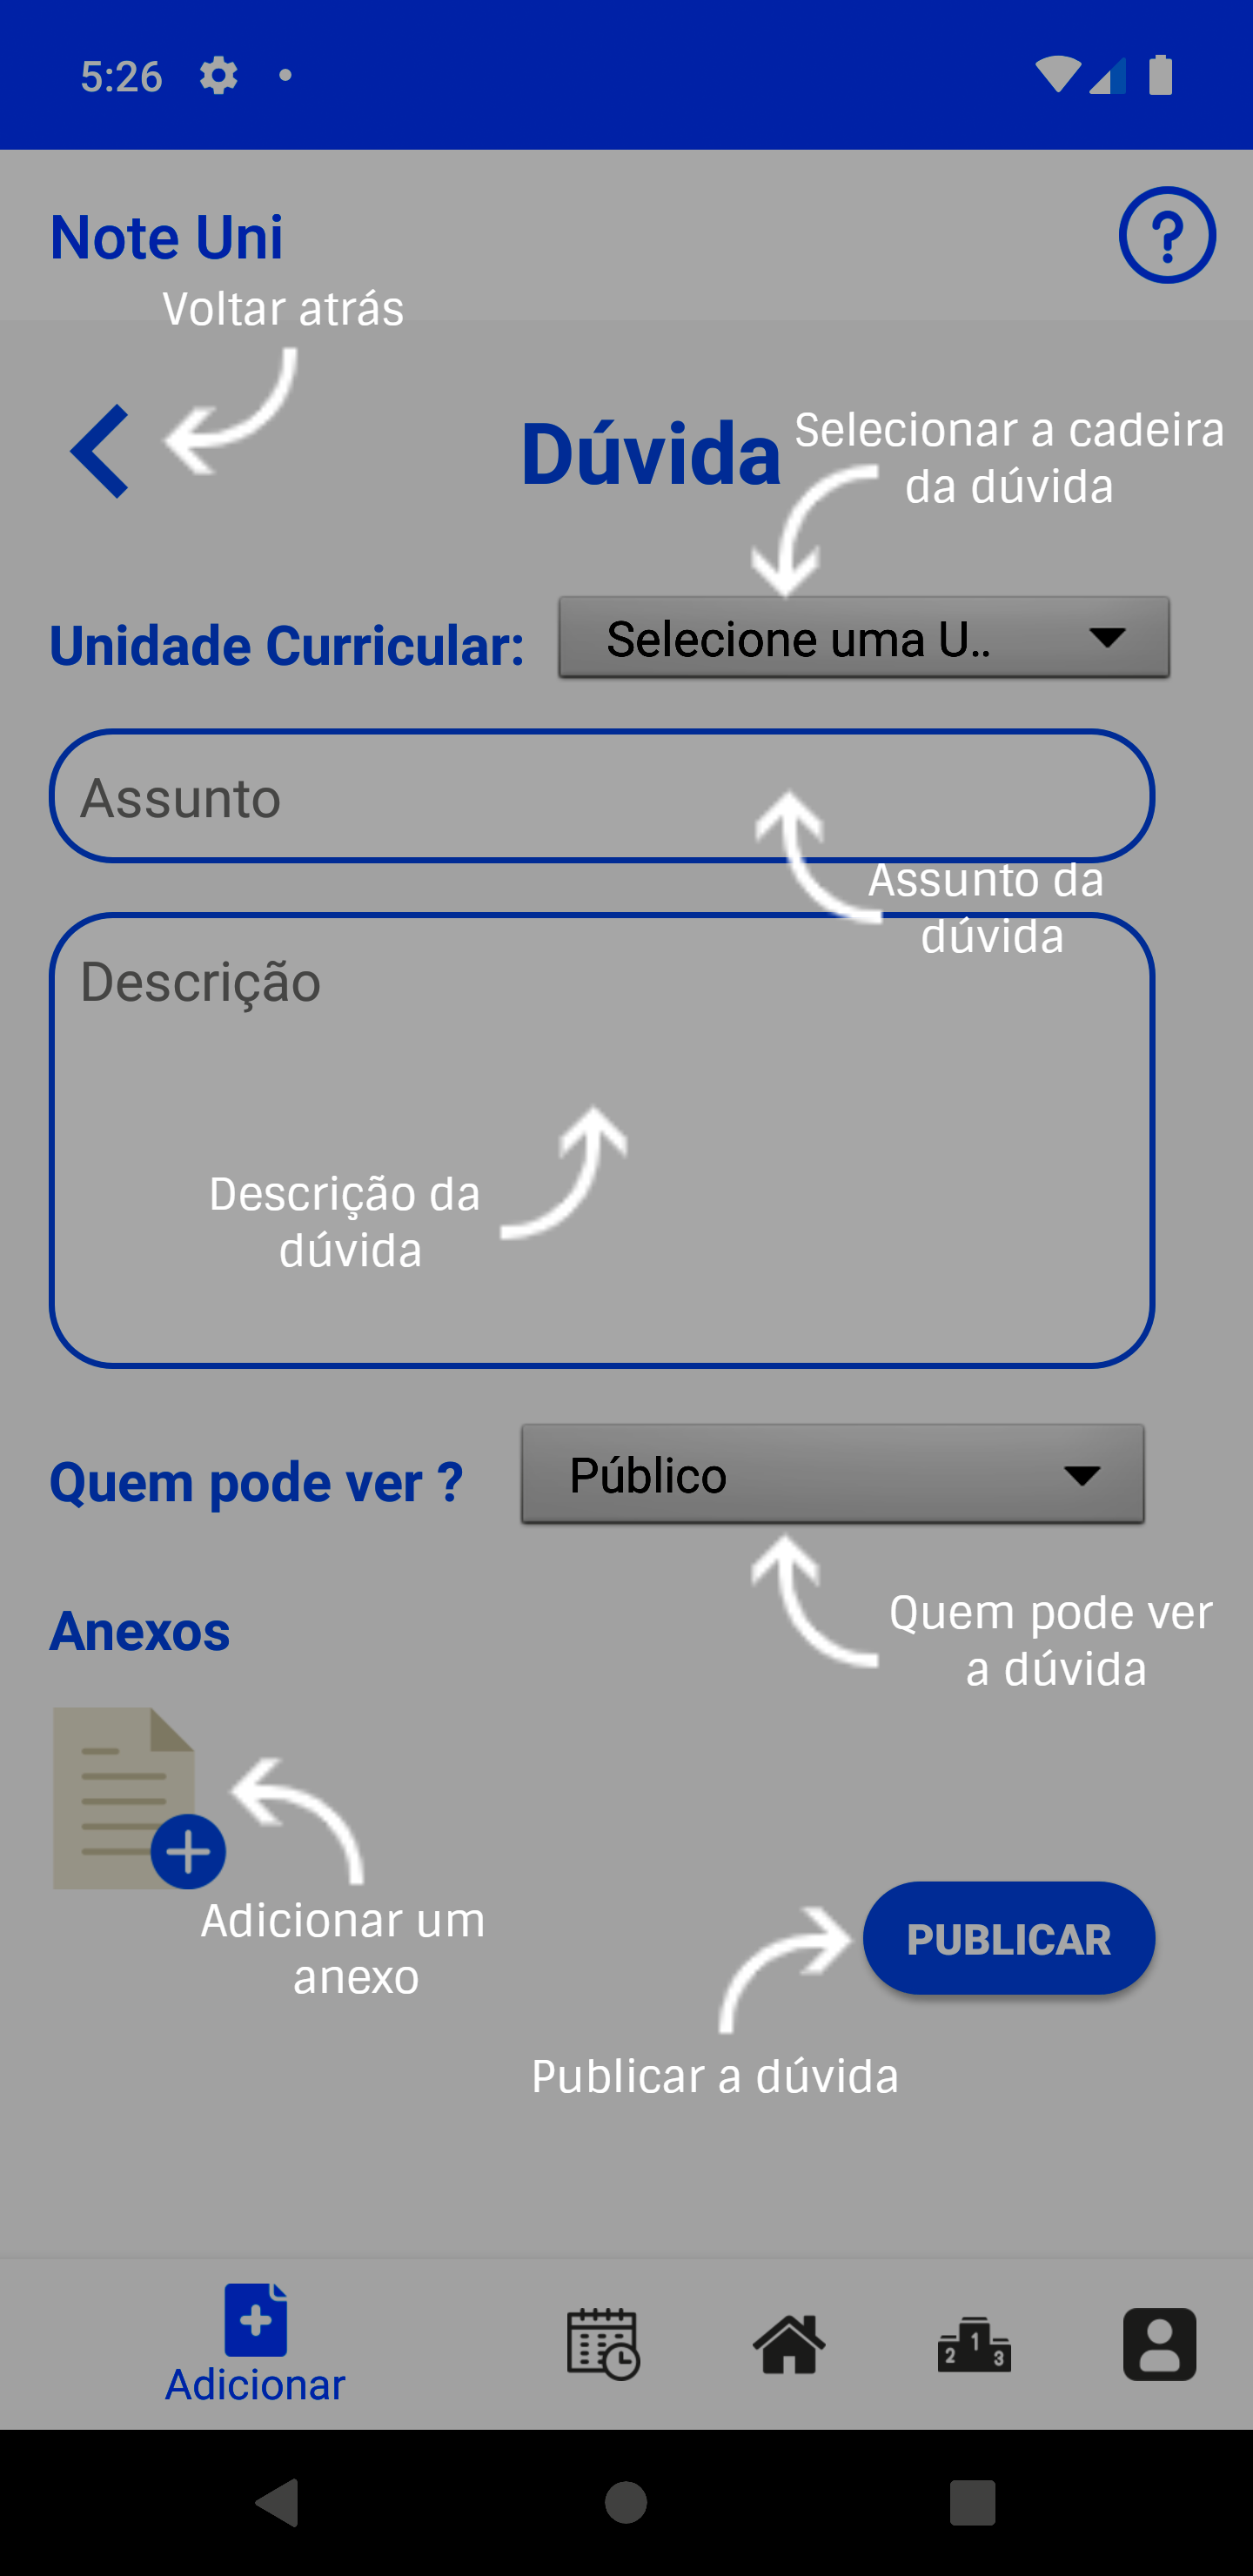 5:26
Note Uni
Voltar atrás
Dúvida
Selecionar a cadeira
da dúvida
Unidade Curricular:
Selecione uma U..
Assunto
Assunto da
dúvida
Descrição
Descrição da
dúvida
Quem pode ver ?
Público
Quem pode ver
a dúvida
Anexos
Adicionar um
anexo
PUBLICAR
Publicar a dúvida
2 1 3
Adicionar